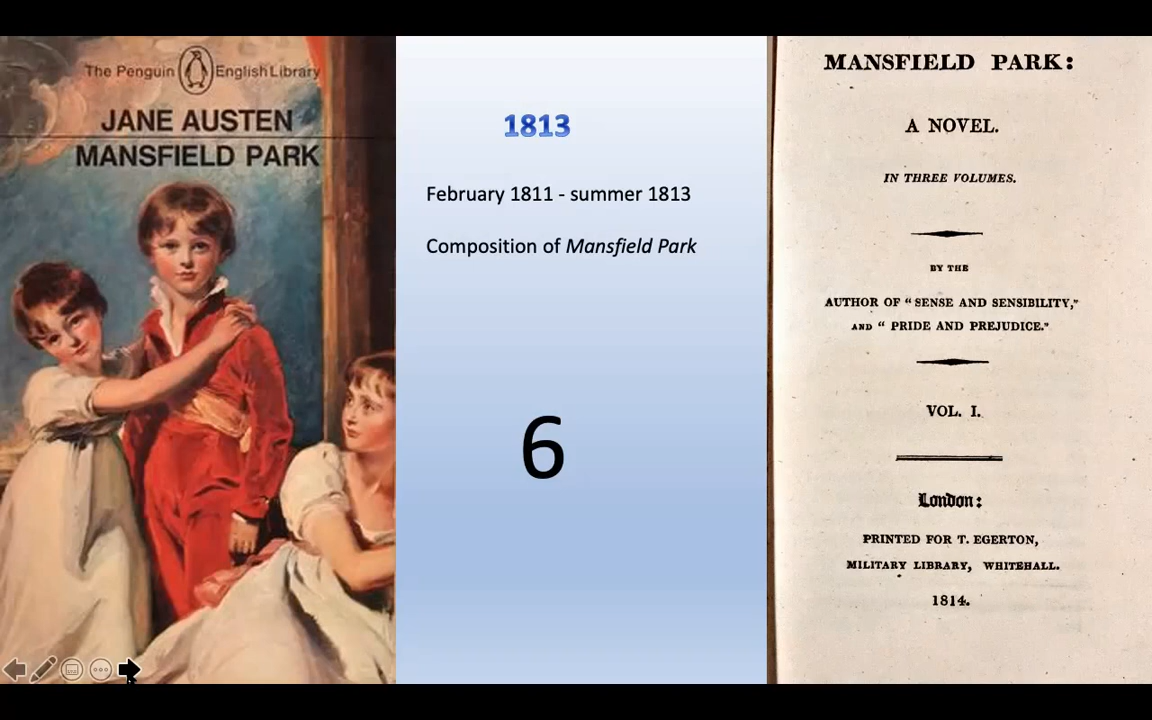 The Penguin English Library
JANE AUSTEN
MANSFIELD PARK
1813
February 1811 - summer 1813
Composition of Mansfield Park
6
MANSFIELD PARK:
A NOVEL.
IN THREE VOLUMES.
BY THE
AUTHOR OF “SENSE AND SENSIBILITY,”
AND “ PRIDE AND PREJUDICE.”
VOL. I.
London:
PRINTED FOR T. EGERTON,
MILITARY LIBRARY, WHITEHALL.
1814.